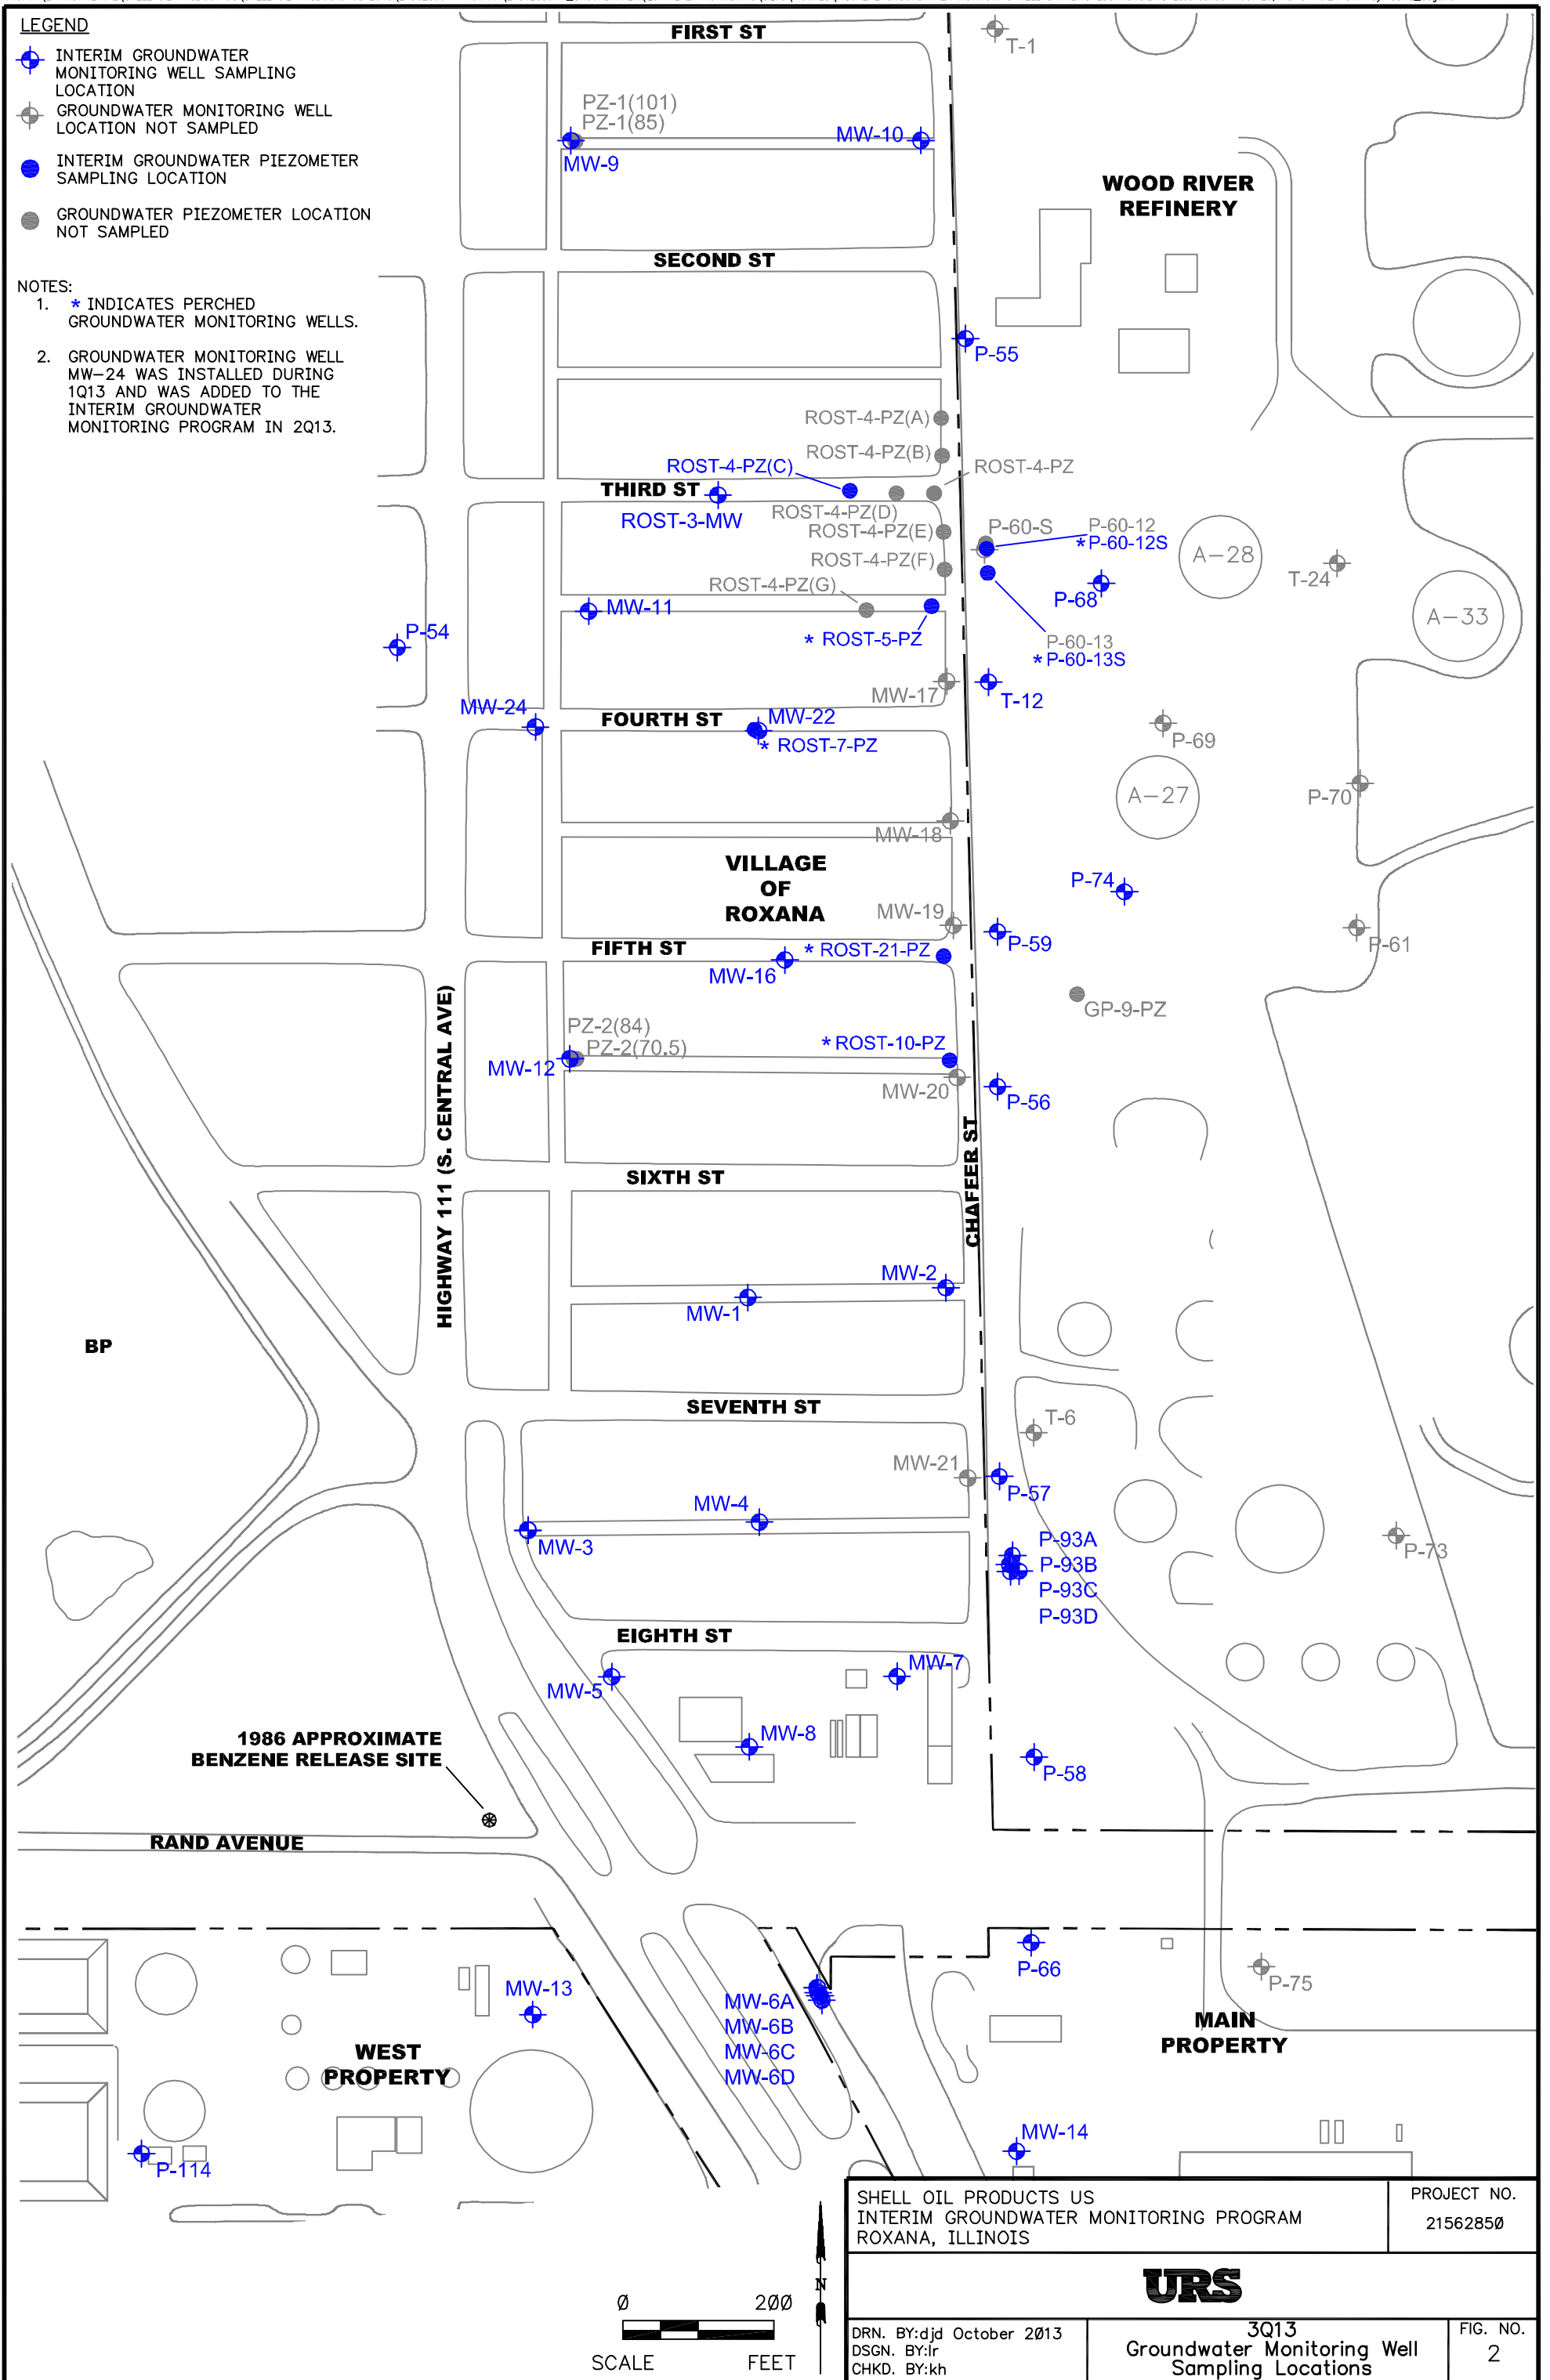 LEGEND
INTERIM GROUNDWATER
MONITORING WELL SAMPLING
LOCATION
GROUNDWATER MONITORING WELL
LOCATION NOT SAMPLED
INTERIM GROUNDWATER PIEZOMETER
SAMPLING LOCATION
GROUNDWATER PIEZOMETER LOCATION
NOT SAMPLED
NOTES:
1. * INDICATES PERCHED
GROUNDWATER MONITORING WELLS.
2. GROUNDWATER MONITORING WELL
MW-24 WAS INSTALLED DURING
1Q13 AND WAS ADDED TO THE
INTERIM GROUNDWATER
MONITORING PROGRAM IN 2Q13.
FIRST ST
T-1
PZ-1(101)
PZ-1(85)
MW-10
MW-9
WOOD RIVER
REFINERY
SECOND ST
P-55
ROST-4-PZ(A)
ROST-4-PZ(B)
ROST-4-PZ(C)
ROST-4-PZ
THIRD ST
ROST-4-PZ(D)
ROST-3-MW
ROST-4-PZ(E)
P-60-S
P-60-12
* P-60-12S
A-28
ROST-4-PZ(F)
T-24
ROST-4-PZ(G)
P-68
MW-11
A-33
P-54
* ROST-5-PZ
P-60-13
* P-60-13S
MW-17
T-12
MW-24
FOURTH ST
MW-22
* ROST-7-PZ
P-69
A-27
P-70
MW-18
VILLAGE
OF
ROXANA
P-74
MW-19
FIFTH ST
* ROST-21-PZ
P-59
P-61
MW-16
GP-9-PZ
PZ-2(84)
PZ-2(70.5)
* ROST-10-PZ
MW-12
MW-20
P-56
HIGHWAY 111 (S. CENTRAL AVE)
CHAFEER ST
SIXTH ST
MW-2
MW-1
BP
SEVENTH ST
T-6
MW-21
P-57
MW-4
MW-3
P-93A
P-93B
P-93C
P-93D
P-73
EIGHTH ST
MW-7
MW-5
MW-8
1986 APPROXIMATE
BENZENE RELEASE SITE
P-58
RAND AVENUE
P-66
P-75
MW-13
MW-6A
MW-6B
MW-6C
MW-6D
WEST
PROPERTY
MAIN
PROPERTY
MW-14
P-114
SHELL OIL PRODUCTS US
INTERIM GROUNDWATER MONITORING PROGRAM
ROXANA, ILLINOIS
PROJECT NO.
21562850
URS
N
0 200
SCALE FEET
DRN. BY:djd October 2013
DSGN. BY:lr
CHKD. BY:kh
3Q13
Groundwater Monitoring Well
Sampling Locations
FIG. NO.
2